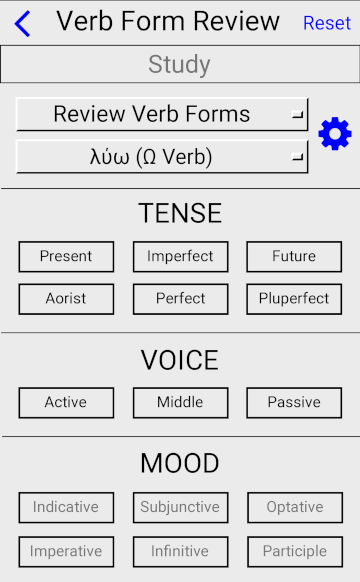 Verb Form Review Reset
Study
Review Verb Forms
λύω (Ω Verb)
TENSE
Present Imperfect Future
Aorist Perfect Pluperfect
VOICE
Active Middle Passive
MOOD
Indicative Subjunctive Optative
Imperative Infinitive Participle